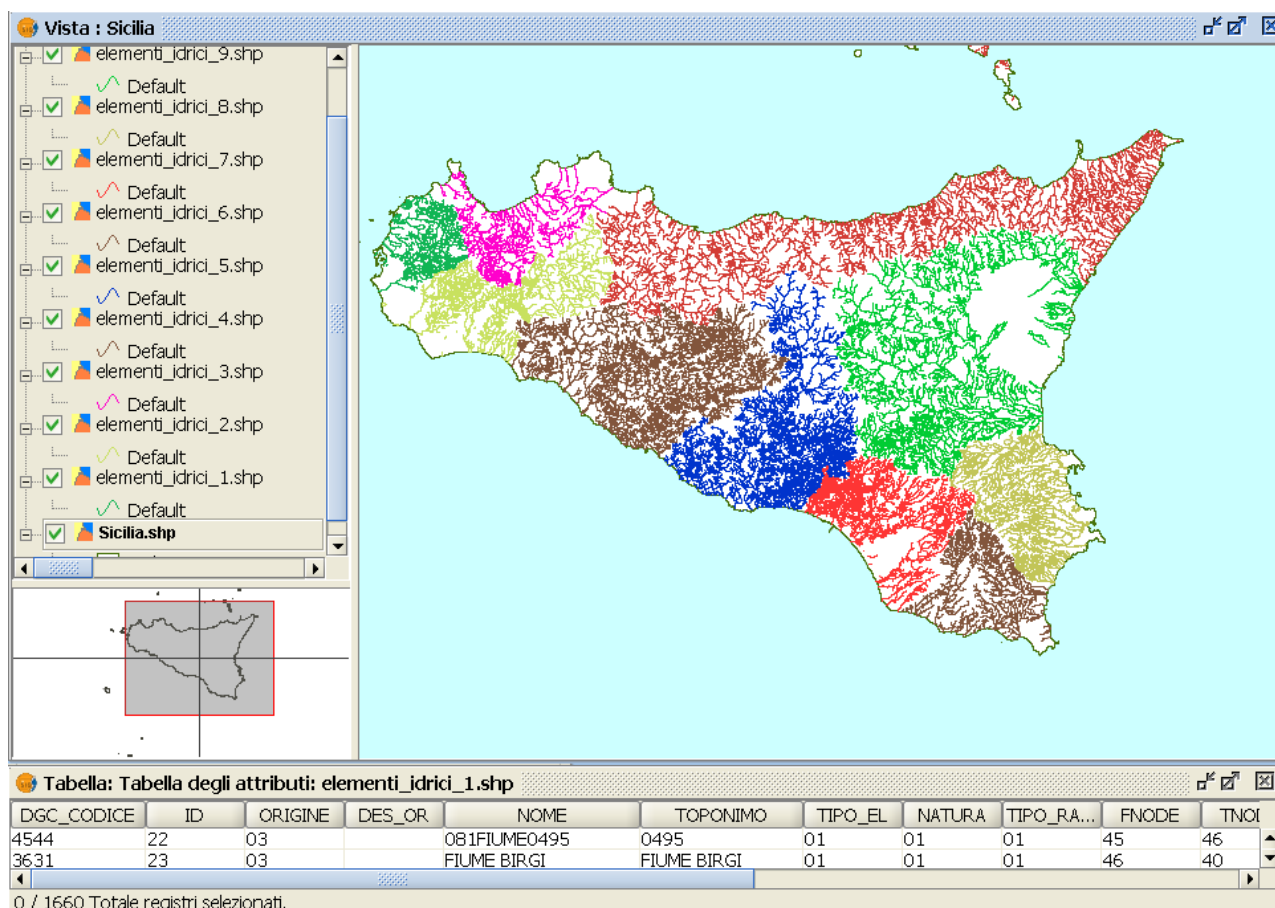 Vista : Sicilia
elementi_idrici_9.shp
Default
elementi_idrici_8.shp
Default
elementi_idrici_7.shp
Default
elementi_idrici_6.shp
Default
elementi_idrici_5.shp
Default
elementi_idrici_4.shp
Default
elementi_idrici_3.shp
Default
elementi_idrici_2.shp
Default
elementi_idrici_1.shp
Default
Sicilia.shp
Tabella: Tabella degli attributi: elementi_idrici_1.shp
DGC_CODICE ID ORIGINE DES_OR NOME TOPONIMO TIPO_EL NATURA TIPO_RA... FNODE
4544 22 03 081FIUME0495 0495 01 01 01 45 46
3631 23 03 FIUME BIRGI FIUME BIRGI 01 01 01 46 40
0 / 1660 Totale registri selezionati.